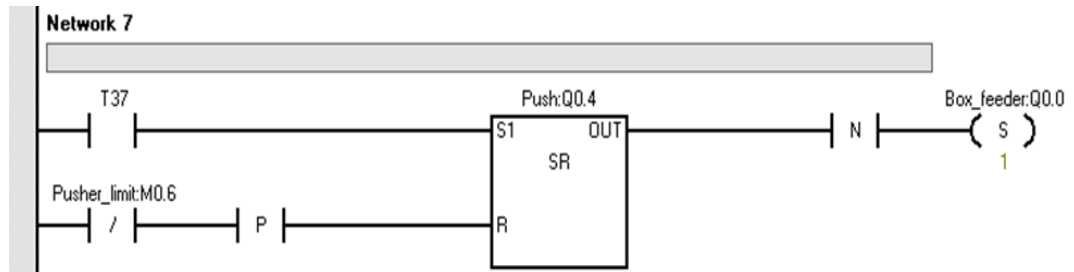 Network 7
T37
Push:Q0.4
Box_feeder:Q0.0
S1 OUT
N
S
SR
1
Pusher_limit:M0.6
/
P
R